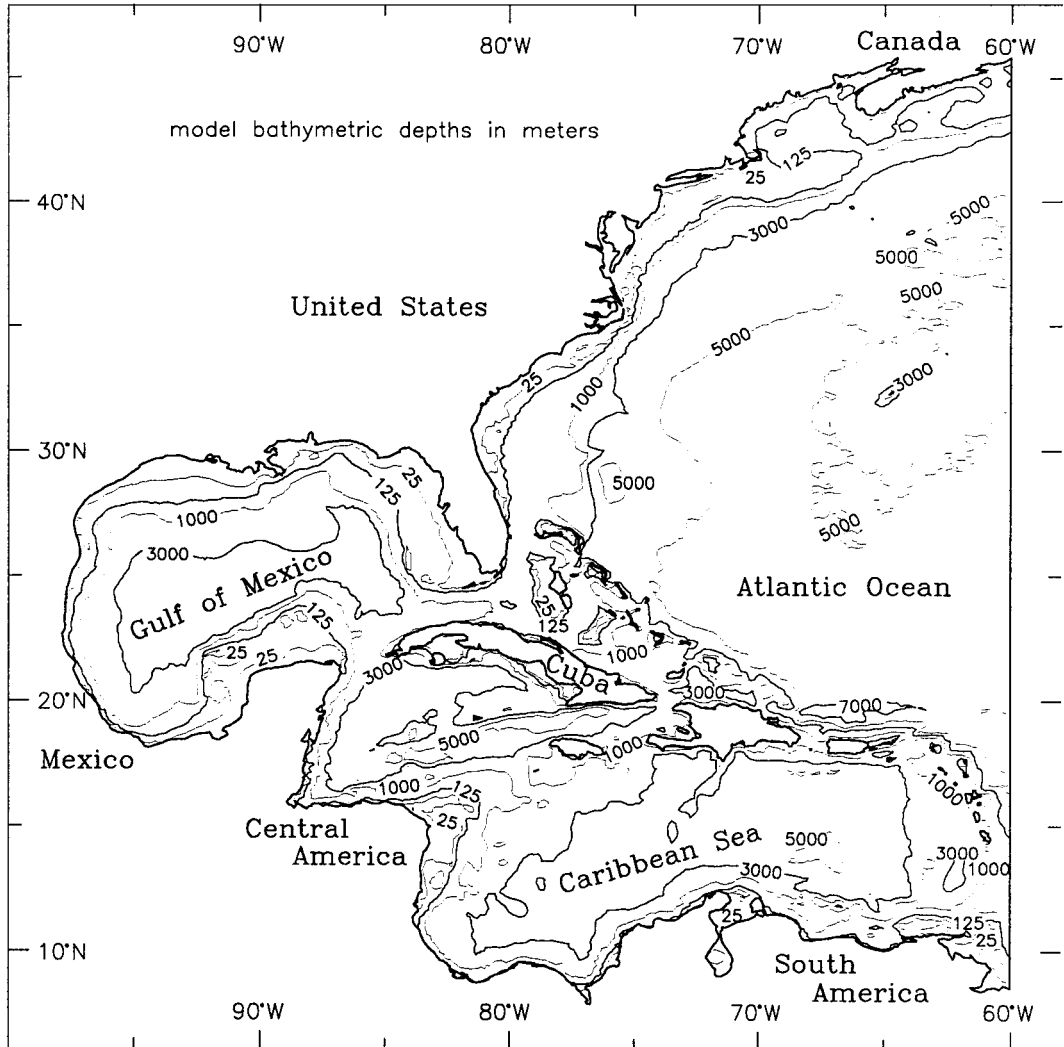 90°W 80°W 70°W 60°W
Canada
model bathymetric depths in meters
125
25
40°N
3000
5000
5000
5000
United States
5000
25
1000
3000
30°N
25
125
5000
1000
5000
3000
Gulf of Mexico
Atlantic Ocean
25
125
125
25
25
1000
3000
Cuba
20°N
3000
7000
5000
Mexico
1000
1000
1000
125
25
Central
America
Caribbean Sea
5000
3000
3000
1000
25
125
25
10°N
South
America
90°W 80°W 70°W 60°W